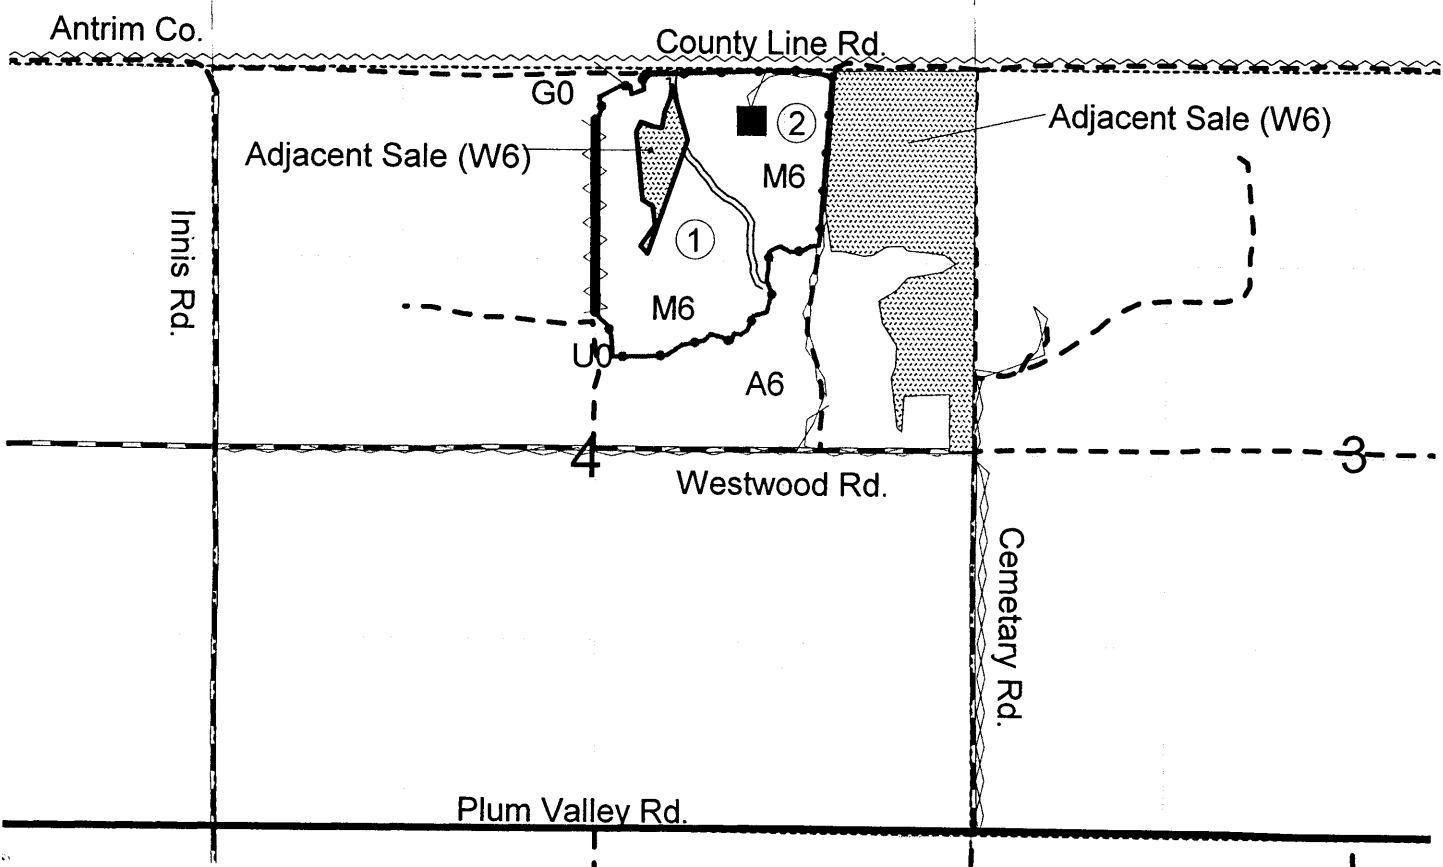 Antrim Co.
County Line Rd.
G0
2
Adjacent Sale (W6)
Adjacent Sale (W6)
M6
Innis Rd.
1
M6
U0
A6
4
3
Westwood Rd.
Cemetary Rd.
Plum Valley Rd.